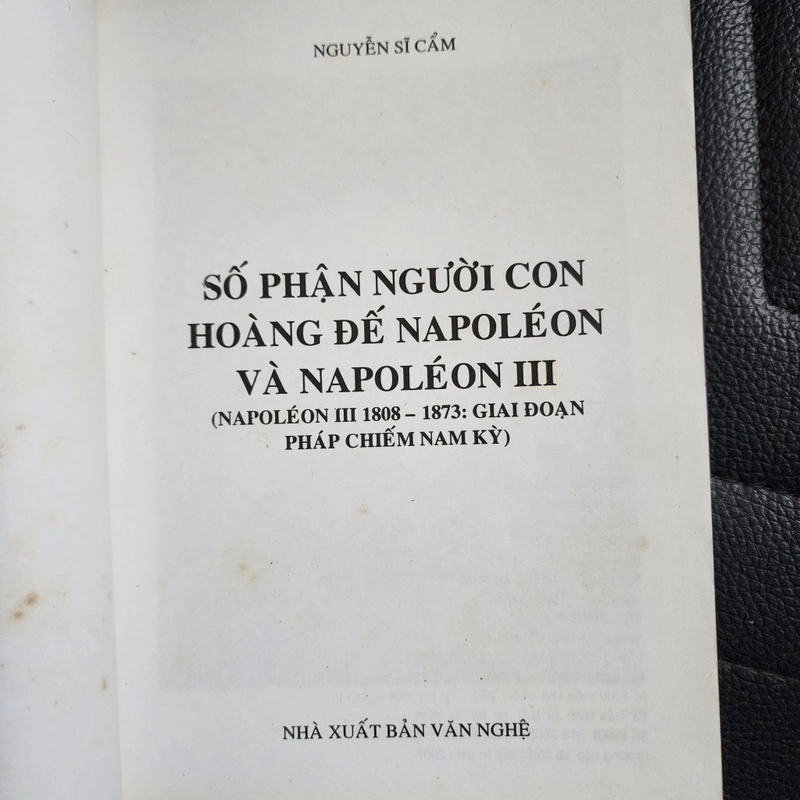 NGUYỄN SĨ CẨM
SỐ PHẬN NGƯỜI CON
HOÀNG ĐẾ NAPOLÉON
VÀ NAPOLÉON III
(NAPOLÉON III 1808 – 1873: GIAI ĐOẠN
PHÁP CHIẾM NAM KỲ)
NHÀ XUẤT BẢN VĂN NGHỆ